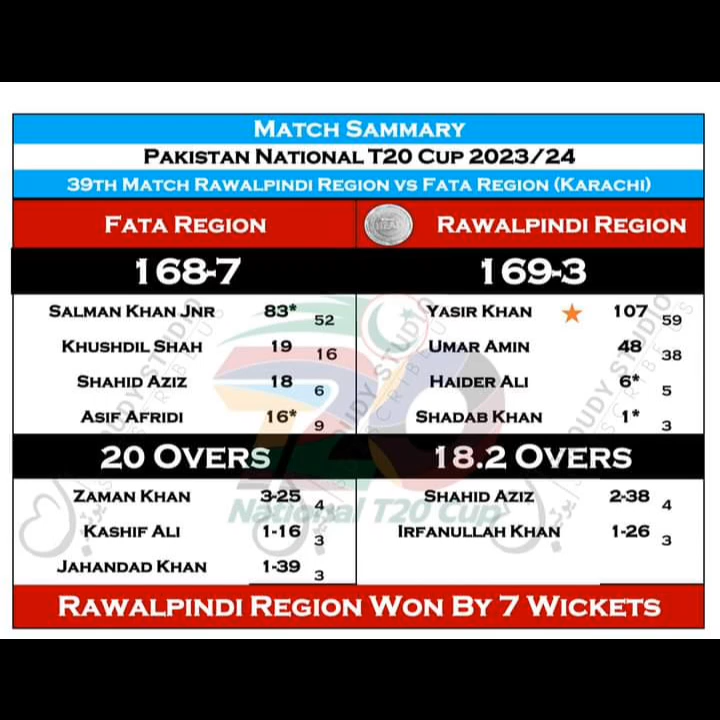 MATCH SAMMARY
PAKISTAN NATIONAL T20 CUP 2023/24
39TH MATCH RAWALPINDI REGION VS FATA REGION (KARACHI)
FATA REGION HEAD RAWALPINDI REGION
168-7 169-3
SALMAN KHAN JNR 83* 52 YASIR KHAN 107 59
KHUSHDIL SHAH 19 16 UMAR AMIN 48 38
SHAHID AZIZ 18 6 HAIDER ALI 6* 5
ASIF AFRIDI 16* 9 SHADAB KHAN 1* 3
20 OVERS 18.2 OVERS
ZAMAN KHAN 3-25 4 SHAHID AZIZ 2-38 4
National T20 Cup
KASHIF ALI 1-16 3 IRFANULLAH KHAN 1-26 3
JAHANDAD KHAN 1-39 3
RAWALPINDI REGION WON BY 7 WICKETS